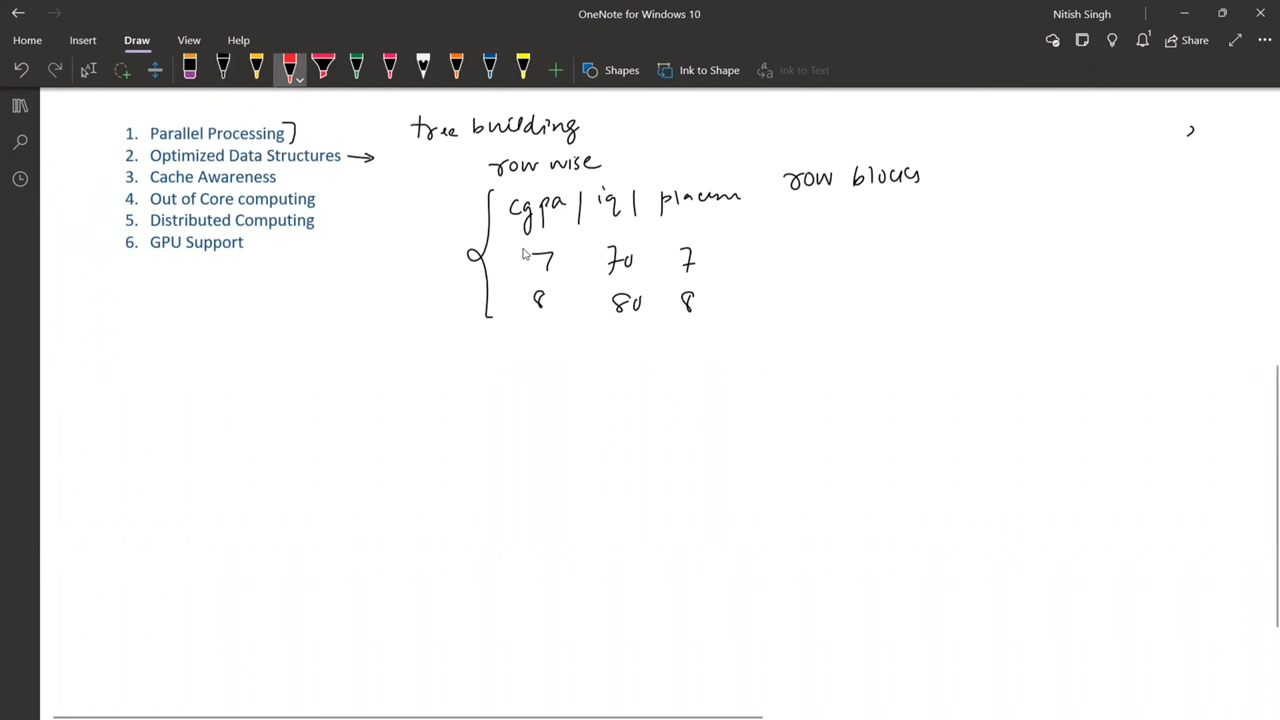 OneNote for Windows 10
Nitish Singh
Home Insert Draw View Help
Share
Shapes Ink to Shape Ink to Text
1. Parallel Processing
2. Optimized Data Structures
3. Cache Awareness
4. Out of Core computing
5. Distributed Computing
6. GPU Support
tree building
row wise
cgpa | iq |
7 70 7
8 80 8
row blocks